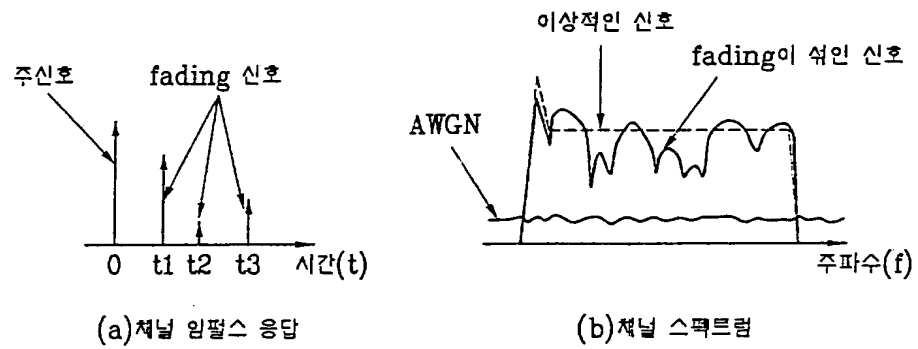 주신호
fading 신호
0 t1 t2 t3 시간(t)
(a)채널 임펄스 응답
이상적인 신호
fading이 섞인 신호
AWGN
주파수(f)
(b)채널 스펙트럼